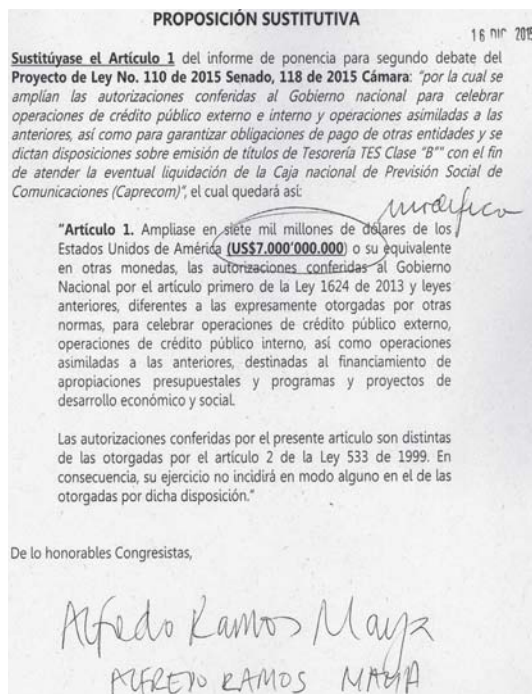 PROPOSICIÓN SUSTITUTIVA
16 DIC 2015
Sustitúyase el Artículo 1 del informe de ponencia para segundo debate del
Proyecto de Ley No. 110 de 2015 Senado, 118 de 2015 Cámara: "por la cual se
amplían las autorizaciones conferidas al Gobierno nacional para celebrar
operaciones de crédito público externo e interno y operaciones asimiladas a las
anteriores, así como para garantizar obligaciones de pago de otras entidades y se
dictan disposiciones sobre emisión de títulos de Tesorería TES Clase "B"" con el fin
de atender la eventual liquidación de la Caja nacional de Previsión Social de
Comunicaciones (Caprecom)", el cual quedará así:
modifica
"Artículo 1. Ampliase en siete mil millones de dólares de los
Estados Unidos de América (US$7.000'000.000) o su equivalente
en otras monedas, las autorizaciones conferidas al Gobierno
Nacional por el artículo primero de la Ley 1624 de 2013 y leyes
anteriores, diferentes a las expresamente otorgadas por otras
normas, para celebrar operaciones de crédito público externo,
operaciones de crédito público interno, así como operaciones
asimiladas a las anteriores, destinadas al financiamiento de
apropiaciones presupuestales y programas y proyectos de
desarrollo económico y social.
Las autorizaciones conferidas por el presente articulo son distintas
de las otorgadas por el artículo 2 de la Ley 533 de 1999. En
consecuencia, su ejercicio no incidirá en modo alguno en el de las
otorgadas por dicha disposición."
De lo honorables Congresistas,
Alfredo Ramos Maya
ALFREDO RAMOS MAYA